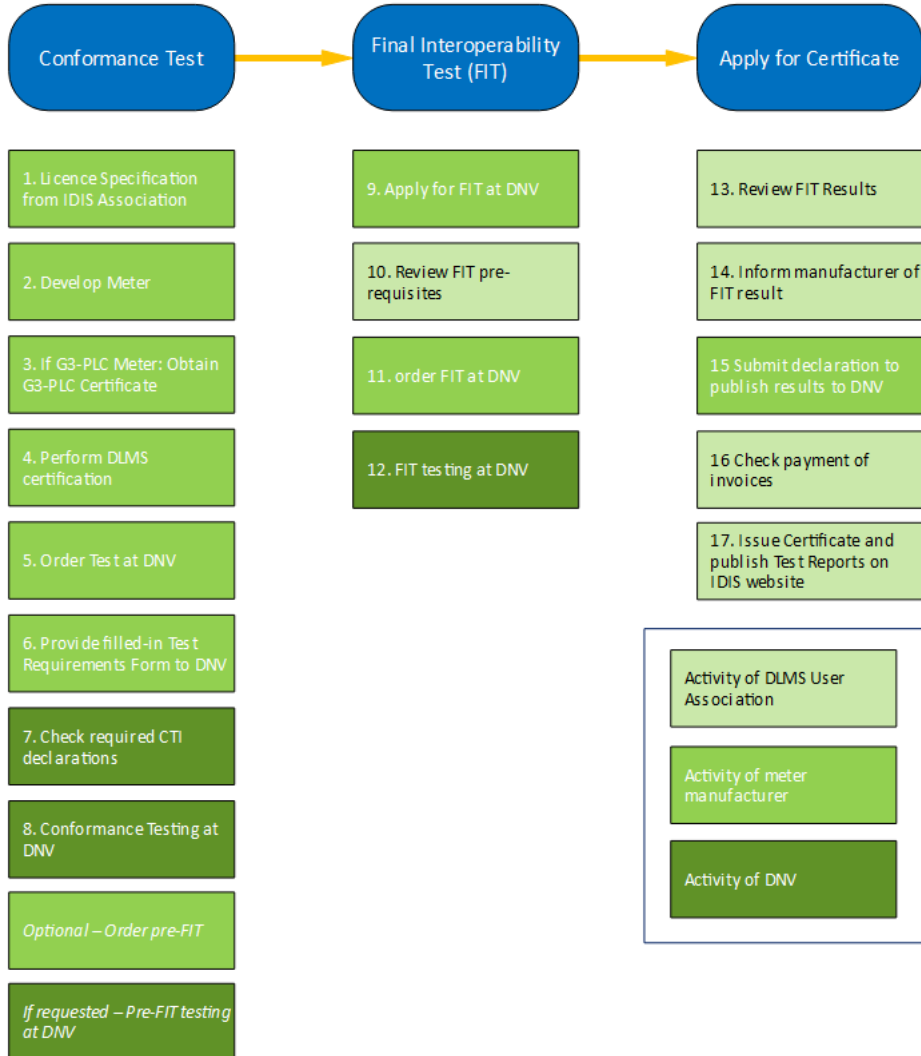 Conformance Test
Final Interoperability
Test (FIT)
Apply for Certificate
1. Licence Specification
from IDIS Association
2. Develop Meter
3. If G3-PLC Meter: Obtain
G3-PLC Certificate
4. Perform DLMS
certification
5. Order Test at DNV
6. Provide filled-in Test
Requirements Form to DNV
7. Check required CTI
declarations
8. Conformance Testing at
DNV
Optional – Order pre-FIT
If requested – Pre-FIT testing
at DNV
9. Apply for FIT at DNV
10. Review FIT pre-
requisites
11. order FIT at DNV
12. FIT testing at DNV
13. Review FIT Results
14. Inform manufacturer of
FIT result
15 Submit declaration to
publish results to DNV
16 Check payment of
invoices
17. Issue Certificate and
publish Test Reports on
IDIS website
Activity of DLMS User
Association
Activity of meter
manufacturer
Activity of DNV